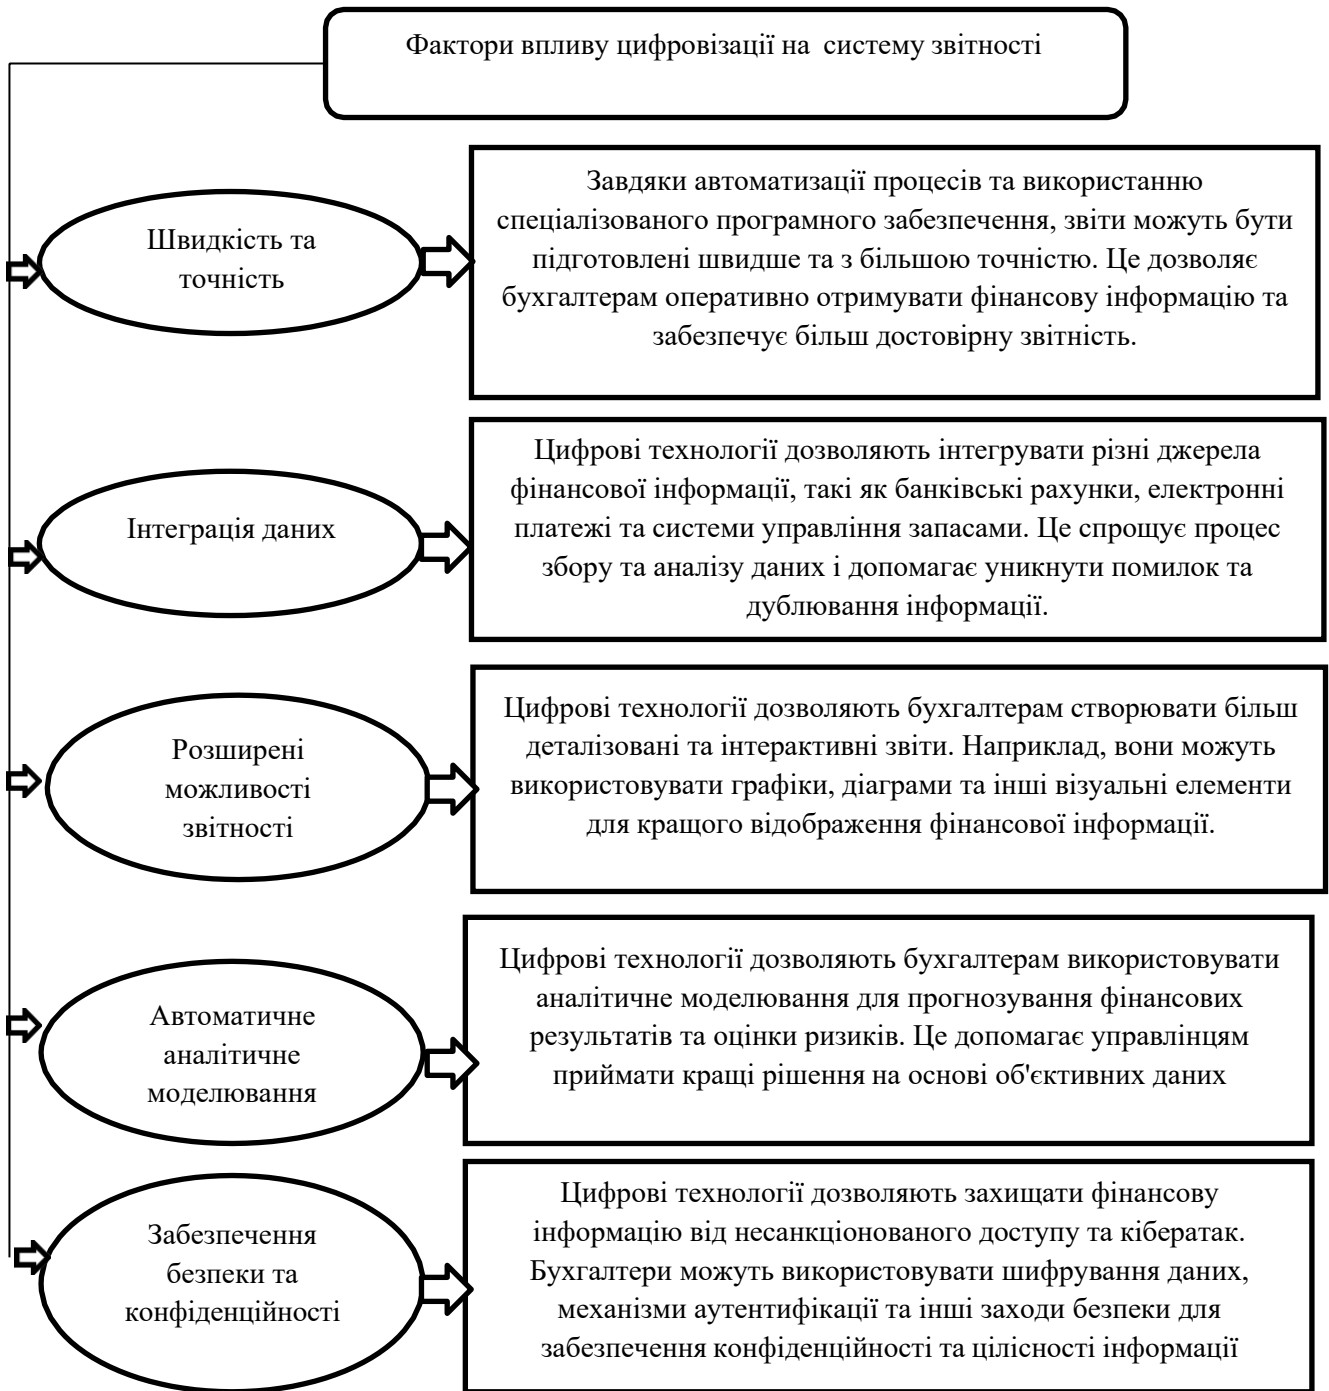 Фактори впливу цифровізації на систему звітності
Швидкість та
точність
Завдяки автоматизації процесів та використанню
спеціалізованого програмного забезпечення, звіти можуть бути
підготовлені швидше та з більшою точністю. Це дозволяє
бухгалтерам оперативно отримувати фінансову інформацію та
забезпечує більш достовірну звітність.
Інтеграція даних
Цифрові технології дозволяють інтегрувати різні джерела
фінансової інформації, такі як банківські рахунки, електронні
платежі та системи управління запасами. Це спрощує процес
збору та аналізу даних і допомагає уникнути помилок та
дублювання інформації.
Розширені
можливості
звітності
Цифрові технології дозволяють бухгалтерам створювати більш
деталізовані та інтерактивні звіти. Наприклад, вони можуть
використовувати графіки, діаграми та інші візуальні елементи
для кращого відображення фінансової інформації.
Автоматичне
аналітичне
моделювання
Цифрові технології дозволяють бухгалтерам використовувати
аналітичне моделювання для прогнозування фінансових
результатів та оцінки ризиків. Це допомагає управлінцям
приймати кращі рішення на основі об'єктивних даних
Забезпечення
безпеки та
конфіденційності
Цифрові технології дозволяють захищати фінансову
інформацію від несанкціонованого доступу та кібератак.
Бухгалтери можуть використовувати шифрування даних,
механізми аутентифікації та інші заходи безпеки для
забезпечення конфіденційності та цілісності інформації